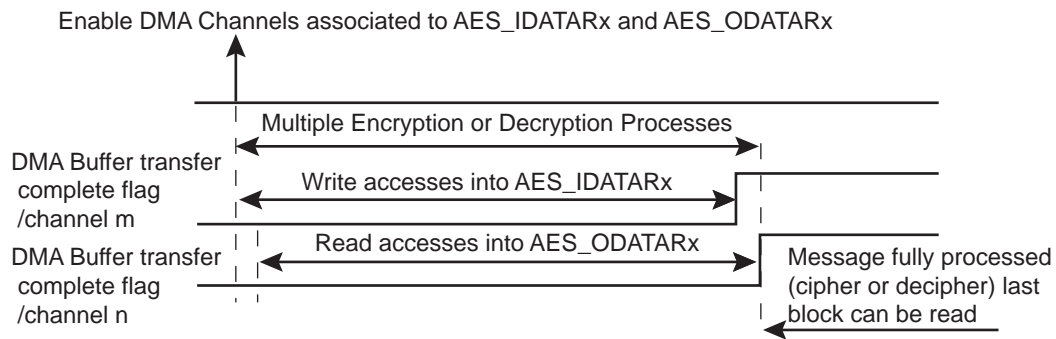 Enable DMA Channels associated to AES_IDATARx and AES_ODATARx
Multiple Encryption or Decryption Processes
DMA Buffer transfer
complete flag
/channel m
Write accesses into AES_IDATARx
DMA Buffer transfer
complete flag
/channel n
Read accesses into AES_ODATARx
Message fully processed
(cipher or decipher) last
block can be read